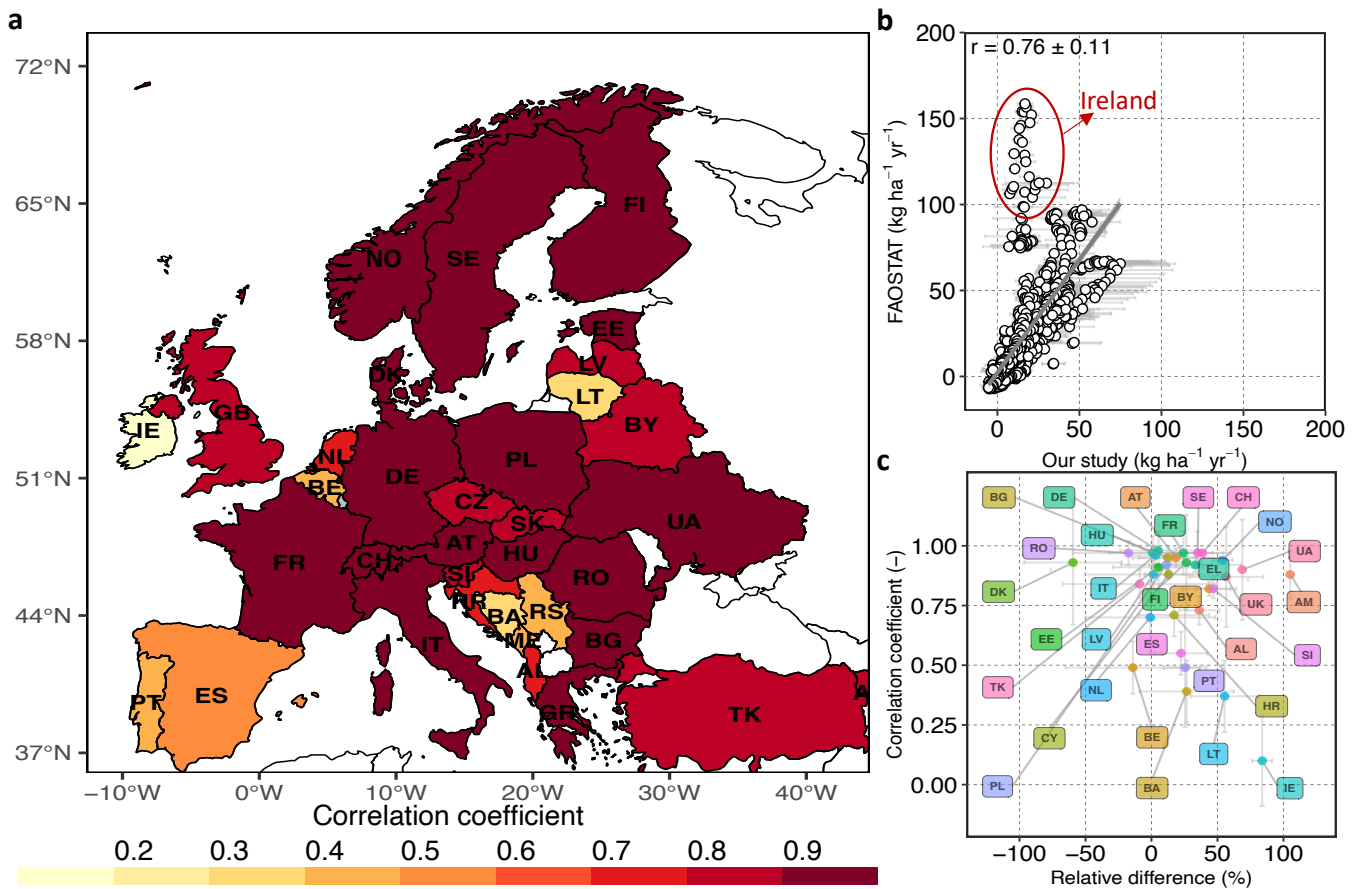 a
72°N
65°N
58°N
51°N
44°N
37°N
FI
NO
SE
EE
DK
LV
LT
GB
IE
BY
NL
PL
DE
BE
CZ
UA
SK
FR
AT
CH
HU
SI
RO
HR
BA
RS
ME
IT
BG
AL
PT
ES
GR
TK
A
−10°W
0°W
10°W
20°W
30°W
40°W
Correlation coefficient
0.2
0.3
0.4
0.5
0.6
0.7
0.8
0.9
b
200
150
100
50
0
r = 0.76 ± 0.11
Ireland
FAOSTAT (kg ha−1 yr−1)
0
50
100
150
200
Our study (kg ha−1 yr−1)
c
BG
DE
AT
SE
CH
HU
FR
NO
RO
UA
EL
DK
IT
FI
BY
UK
AM
EE
LV
ES
AL
SI
TK
NL
PT
HR
CY
BE
LT
PL
BA
IE
1.00
0.75
0.50
0.25
0.00
Correlation coefficient (−)
−100
−50
0
50
100
Relative difference (%)